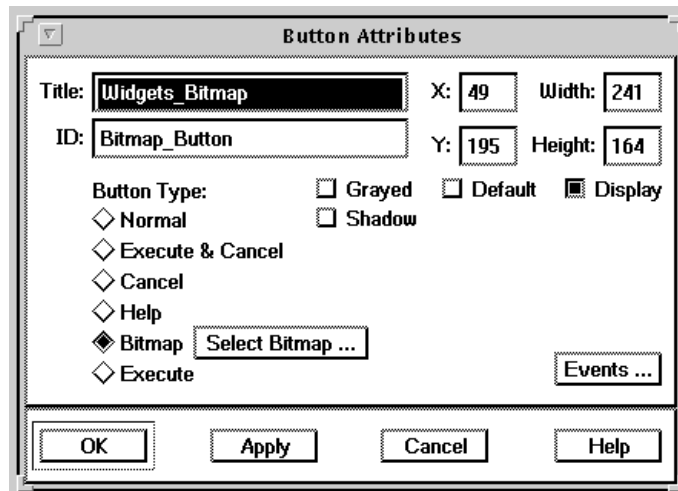 Button Attributes
Title: Widgets_Bitmap X: 49 Width: 241
ID: Bitmap_Button Y: 195 Height: 164
Button Type: Grayed Default Display
Normal Shadow
Execute & Cancel
Cancel
Help
Bitmap Select Bitmap ...
Execute Events ...
OK Apply Cancel Help